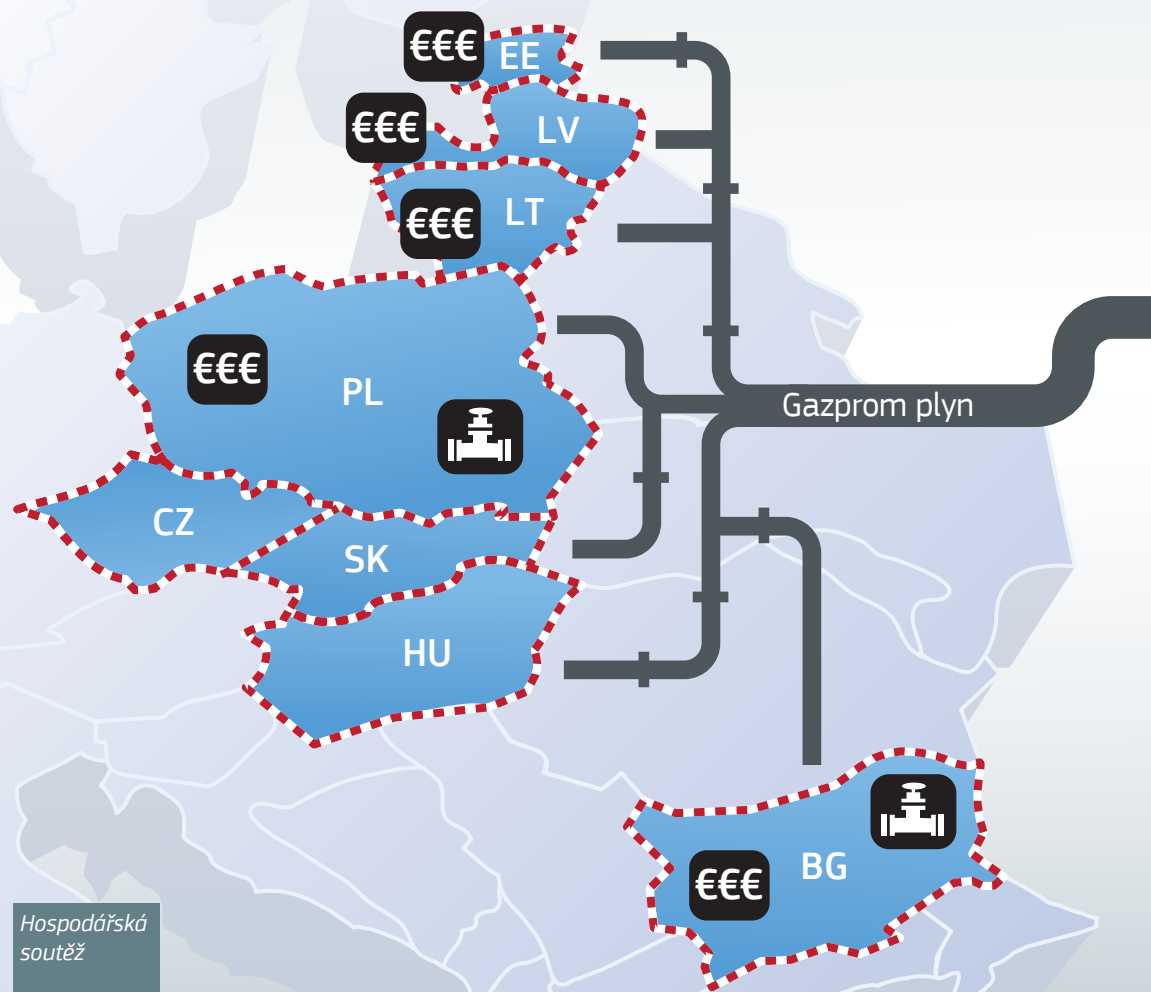 €€€
EE
€€€
LV
€€€
LT
€€€
PL
Gazprom plyn
CZ
SK
HU
€€€
BG
Hospodářská
soutěž